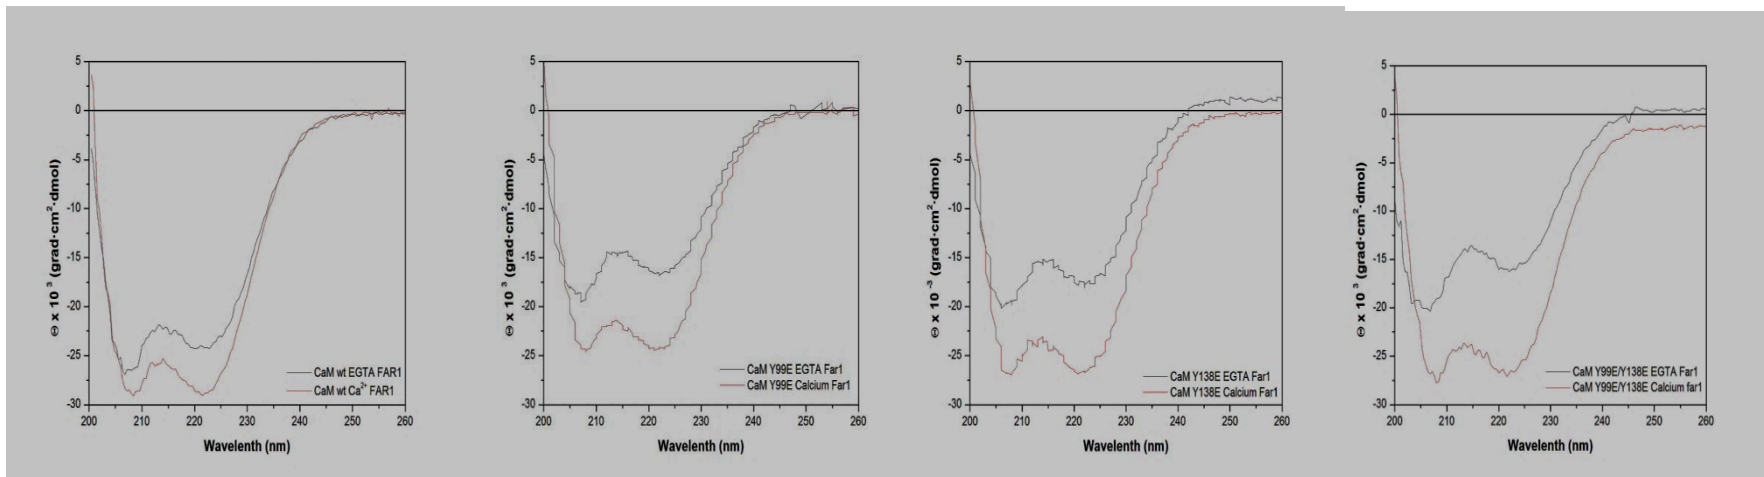 5
0
-5
-10
-15
-20
-25
-30
Θ x 10 3 (grad·cm2·dmol)
CaM wt EGTA FAR1
CaM wt Ca2+ FAR1
200 210 220 230 240 250 260
Wavelenth (nm)
5
0
-5
-10
-15
-20
-25
-30
Θ x 10 3 (grad·cm2·dmol)
CaM Y99E EGTA Far1
CaM Y99E Calcium Far1
200 210 220 230 240 250 260
Wavelenth (nm)
5
0
-5
-10
-15
-20
-25
-30
Θ x 10 -3 (grad·cm2·dmol)
CaM Y138E EGTA Far1
CaM Y138E Calcium Far1
200 210 220 230 240 250 260
Wavelenth (nm)
5
0
-5
-10
-15
-20
-25
-30
Θ x 10 3 (grad·cm2·dmol)
CaM Y99E/Y138E EGTA Far1
CaM Y99E/Y138E Calcium far1
200 210 220 230 240 250 260
Wavelenth (nm)